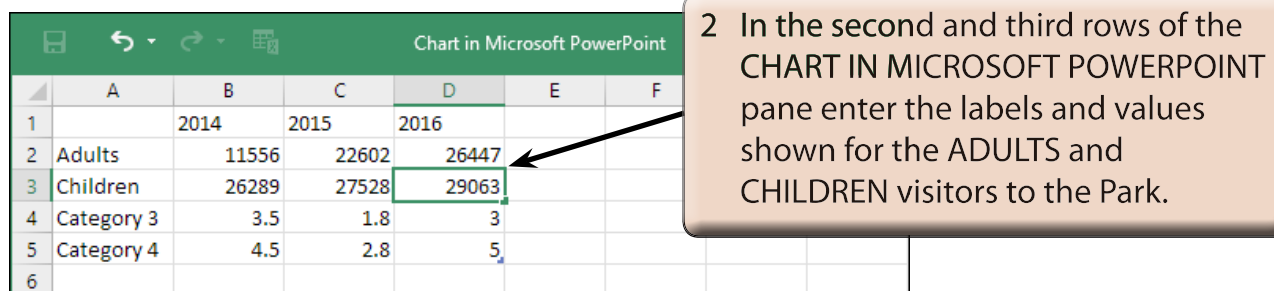 Chart in Microsoft PowerPoint
A B C D E F
1 2014 2015 2016
2 Adults 11556 22602 26447
3 Children 26289 27528 29063
4 Category 3 3.5 1.8 3
5 Category 4 4.5 2.8 5
6
2 In the second and third rows of the
CHART IN MICROSOFT POWERPOINT
pane enter the labels and values
shown for the ADULTS and
CHILDREN visitors to the Park.